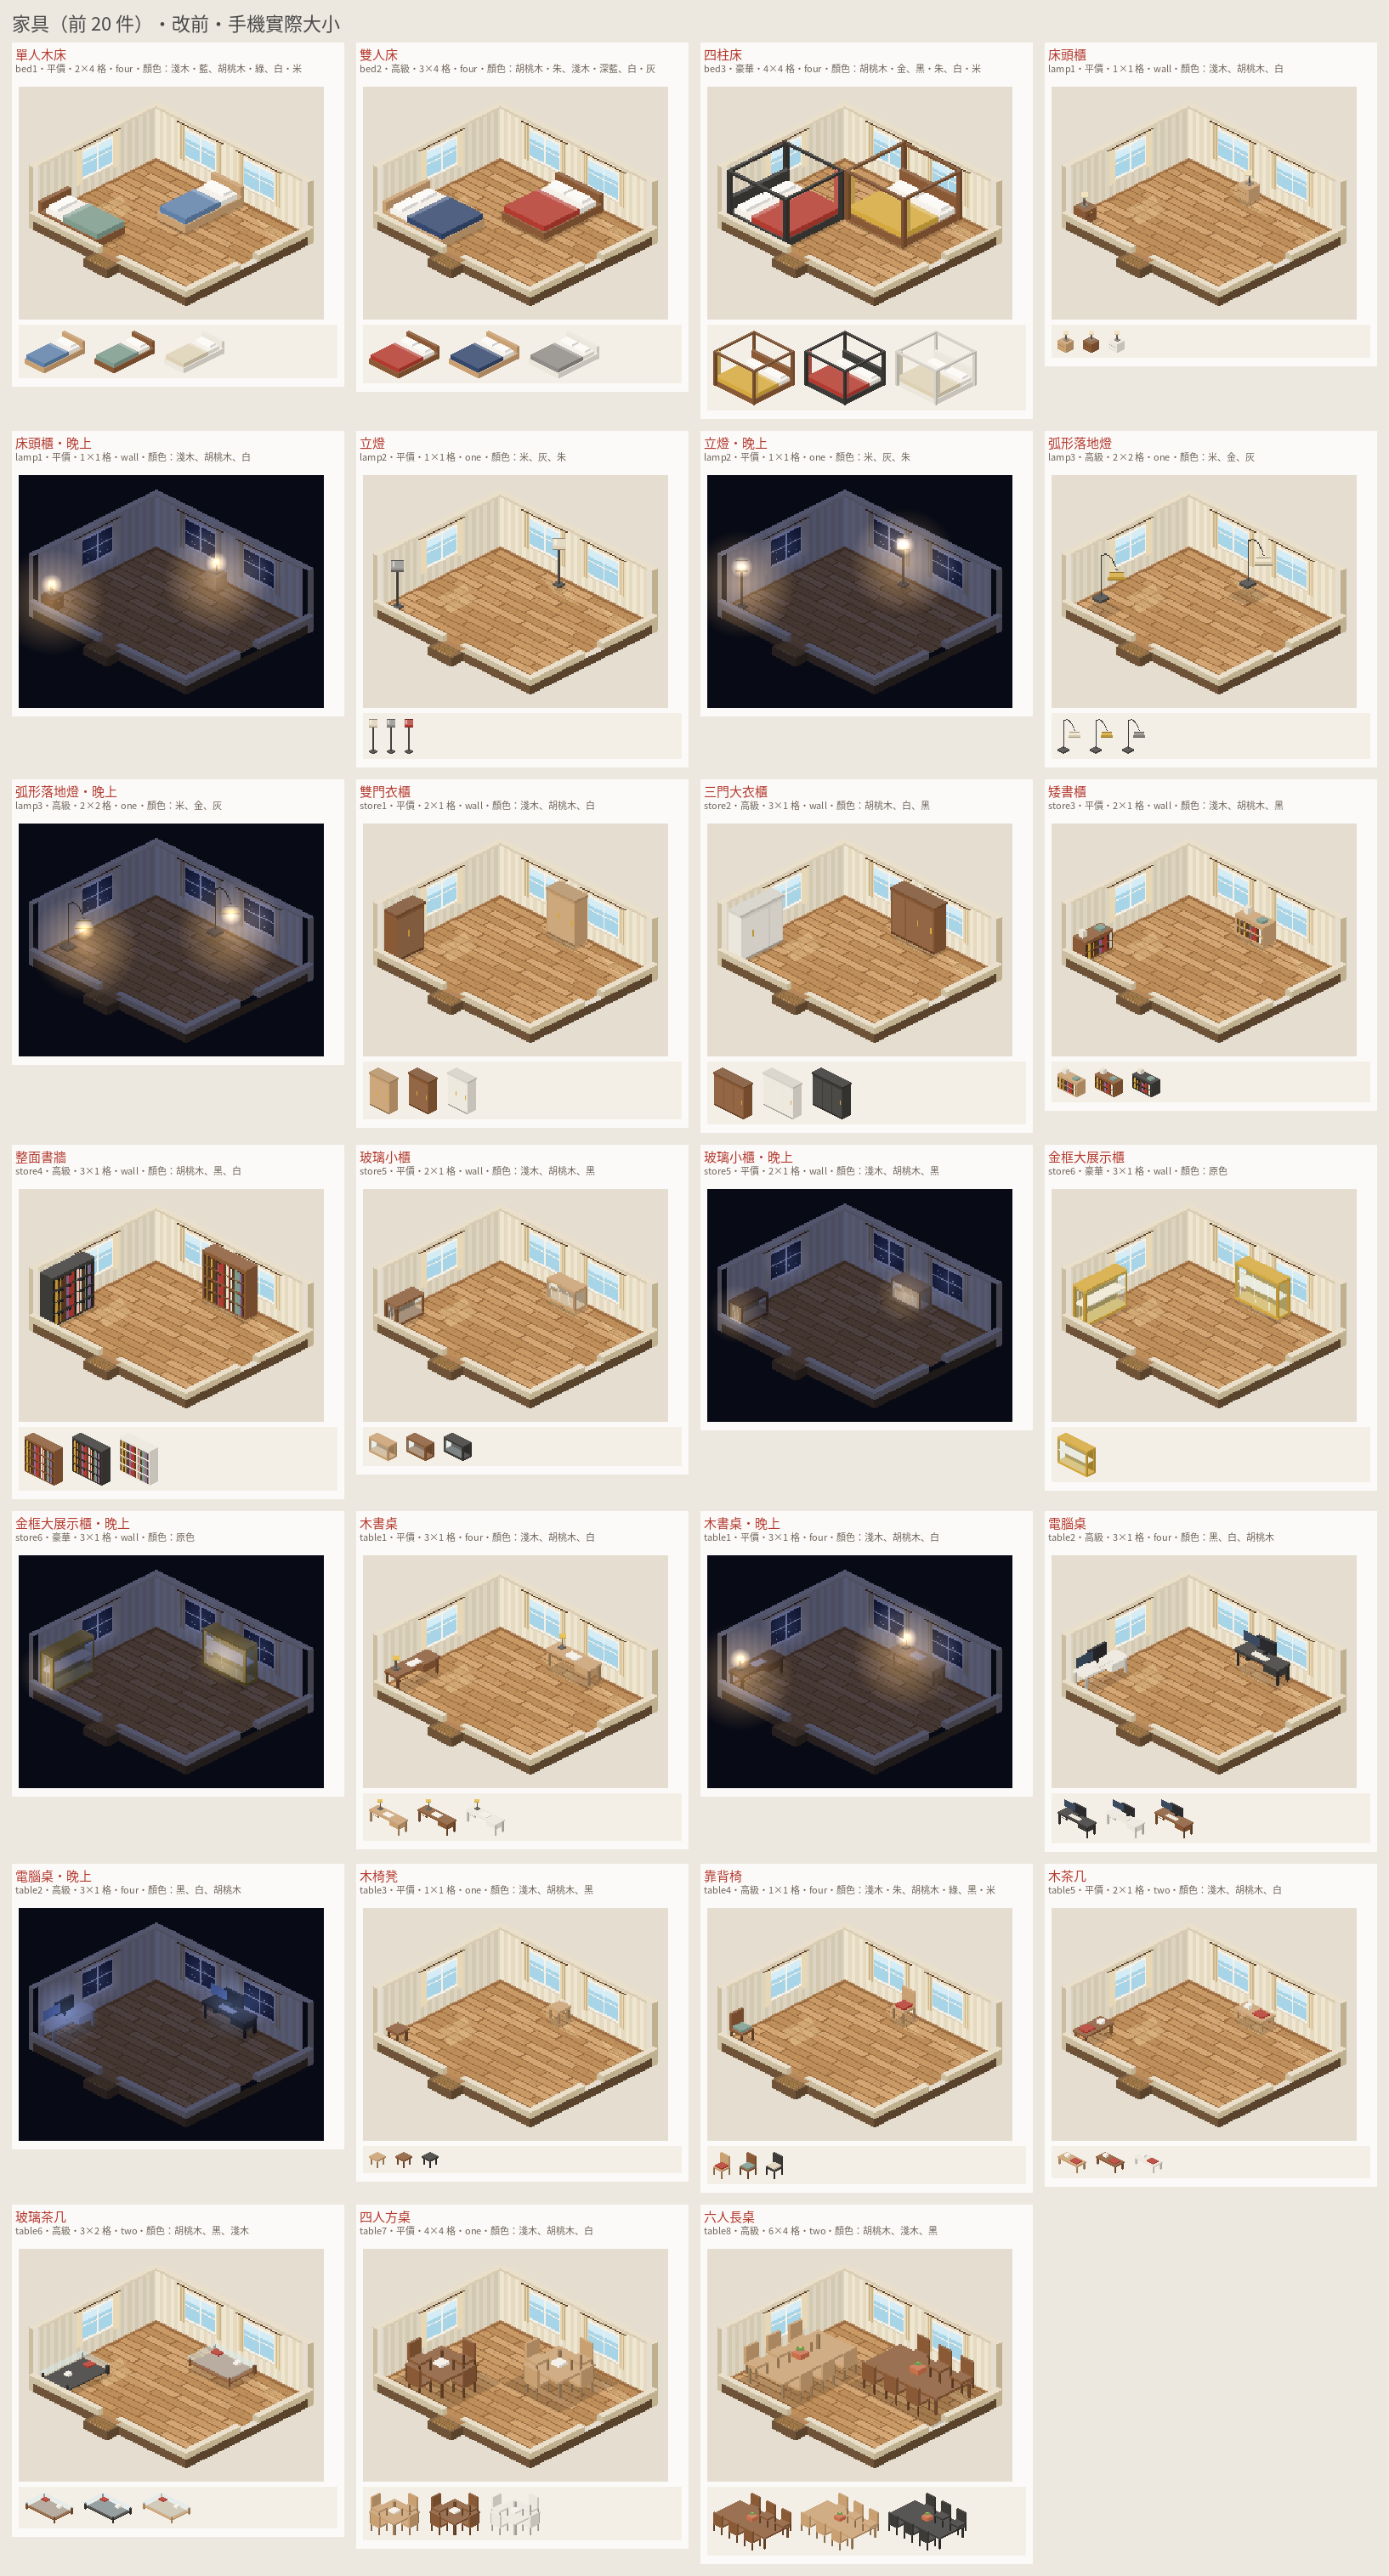 家具（前 20 件）・改前・手機實際大小
單人木床
bed1・平價・2×4 格・four・顏色：淺木・藍、胡桃木・綠、白・米
雙人床
bed2・高級・3×4 格・four・顏色：胡桃木・朱、淺木・深藍、白・灰
四柱床
bed3・豪華・4×4 格・four・顏色：胡桃木・金、黑・朱、白・米
床頭櫃
lamp1・平價・1×1 格・wall・顏色：淺木、胡桃木、白
床頭櫃・晚上
lamp1・平價・1×1 格・wall・顏色：淺木、胡桃木、白
立燈
lamp2・平價・1×1 格・one・顏色：米、灰、朱
立燈・晚上
lamp2・平價・1×1 格・one・顏色：米、灰、朱
弧形落地燈
lamp3・高級・2×2 格・one・顏色：米、金、灰
弧形落地燈・晚上
lamp3・高級・2×2 格・one・顏色：米、金、灰
雙門衣櫃
store1・平價・2×1 格・wall・顏色：淺木、胡桃木、白
三門大衣櫃
store2・高級・3×1 格・wall・顏色：胡桃木、白、黑
矮書櫃
store3・平價・2×1 格・wall・顏色：淺木、胡桃木、黑
整面書牆
store4・高級・3×1 格・wall・顏色：胡桃木、黑、白
玻璃小櫃
store5・平價・2×1 格・wall・顏色：淺木、胡桃木、黑
玻璃小櫃・晚上
store5・平價・2×1 格・wall・顏色：淺木、胡桃木、黑
金框大展示櫃
store6・豪華・3×1 格・wall・顏色：原色
金框大展示櫃・晚上
store6・豪華・3×1 格・wall・顏色：原色
木書桌
table1・平價・3×1 格・four・顏色：淺木、胡桃木、白
木書桌・晚上
table1・平價・3×1 格・four・顏色：淺木、胡桃木、白
電腦桌
table2・高級・3×1 格・four・顏色：黑、白、胡桃木
電腦桌・晚上
table2・高級・3×1 格・four・顏色：黑、白、胡桃木
木椅凳
table3・平價・1×1 格・one・顏色：淺木、胡桃木、黑
靠背椅
table4・高級・1×1 格・four・顏色：淺木・朱、胡桃木・綠、黑・米
木茶几
table5・平價・2×1 格・two・顏色：淺木、胡桃木、白
玻璃茶几
table6・高級・3×2 格・two・顏色：胡桃木、黑、淺木
四人方桌
table7・平價・4×4 格・one・顏色：淺木、胡桃木、白
六人長桌
table8・高級・6×4 格・two・顏色：胡桃木、淺木、黑